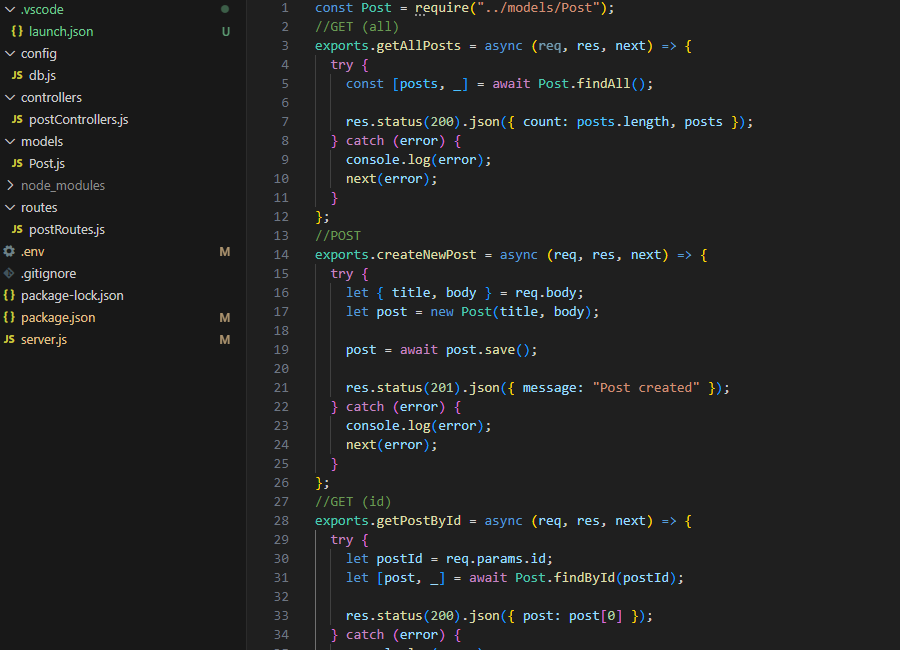 .vscode
{} launch.json U
config
JS db.js
controllers
JS postControllers.js
models
JS Post.js
node_modules
routes
JS postRoutes.js
.env M
.gitignore
{} package-lock.json
{} package.json M
JS server.js M
1 const Post = require("../models/Post");
2 //GET (all)
3 exports.getAllPosts = async (req, res, next) => {
4 try {
5 const [posts, _] = await Post.findAll();
6
7 res.status(200).json({ count: posts.length, posts });
8 } catch (error) {
9 console.log(error);
10 next(error);
11 }
12 };
13 //POST
14 exports.createNewPost = async (req, res, next) => {
15 try {
16 let { title, body } = req.body;
17 let post = new Post(title, body);
18
19 post = await post.save();
20
21 res.status(201).json({ message: "Post created" });
22 } catch (error) {
23 console.log(error);
24 next(error);
25 }
26 };
27 //GET (id)
28 exports.getPostById = async (req, res, next) => {
29 try {
30 let postId = req.params.id;
31 let [post, _] = await Post.findById(postId);
32
33 res.status(200).json({ post: post[0] });
34 } catch (error) {